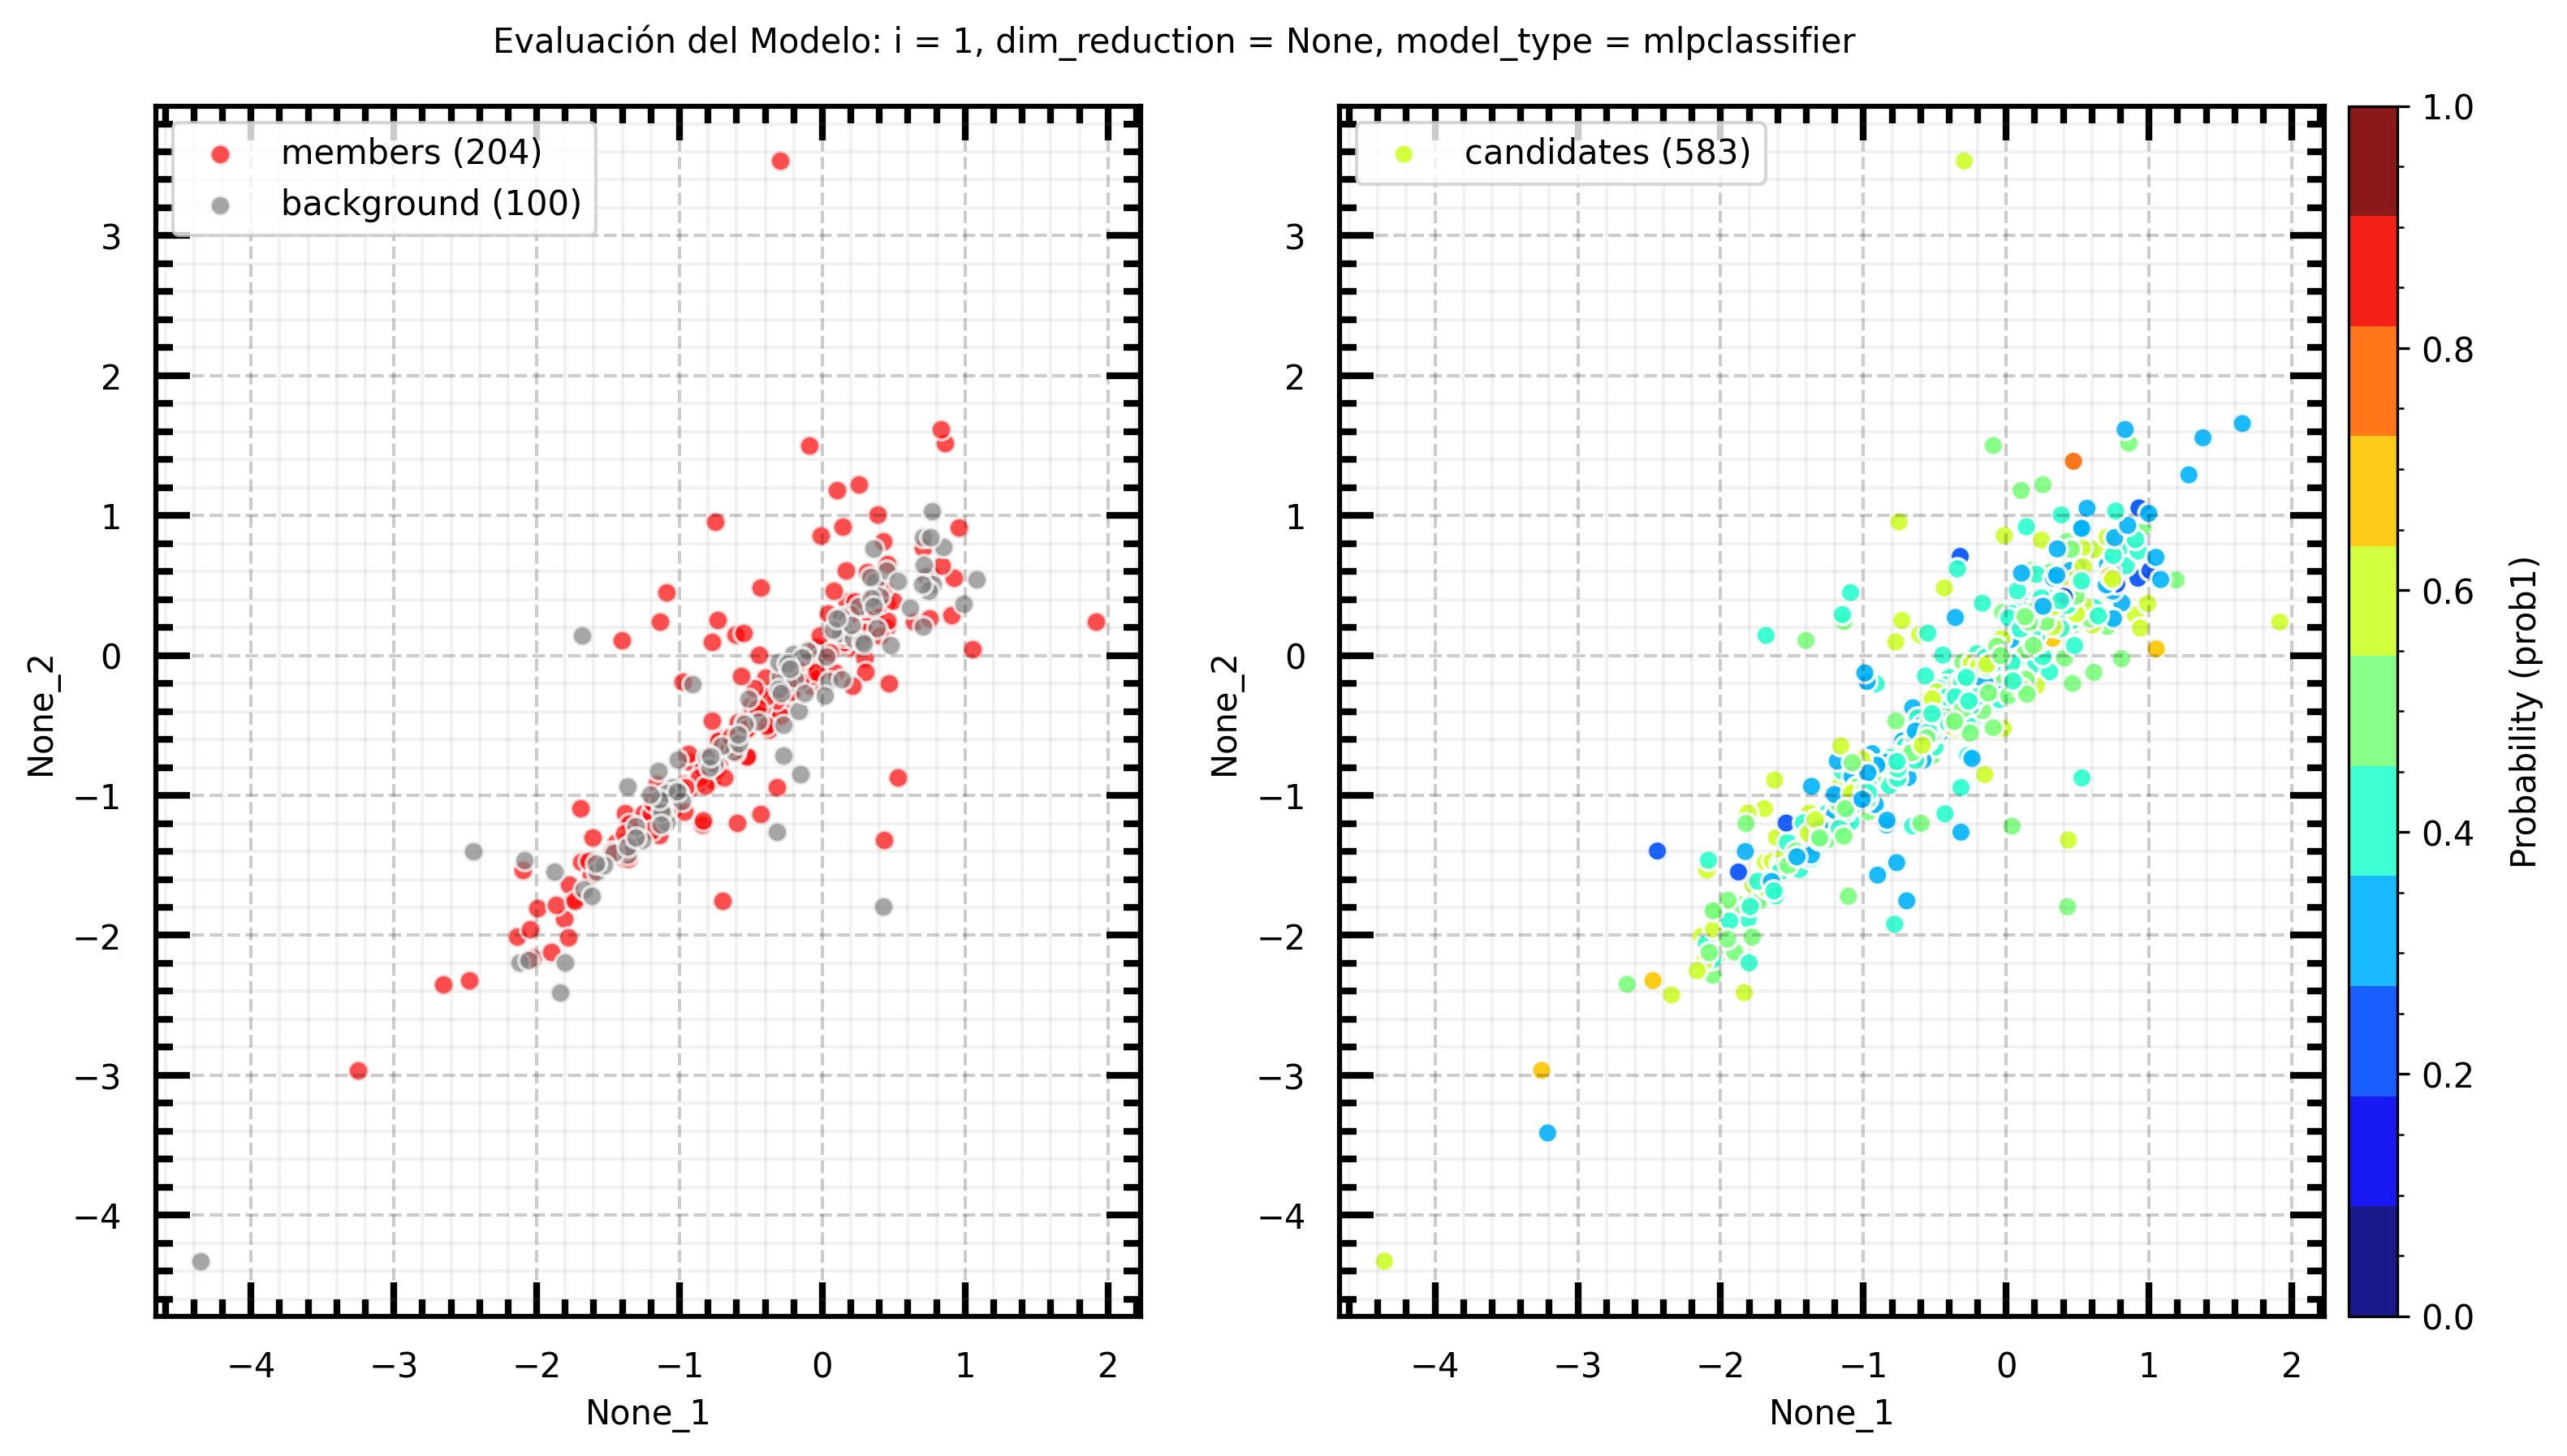 Evaluación del Modelo: i = 1, dim_reduction = None, model_type = mlpclassifier
members (204)
background (100)
3
2
1
0
−1
−2
−3
−4
None_2
−4 −3 −2 −1 0 1 2
None_1
candidates (583)
3
2
1
0
−1
−2
−3
−4
None_2
−4 −3 −2 −1 0 1 2
None_1
1.0
0.8
0.6
0.4
0.2
0.0
Probability (prob1)